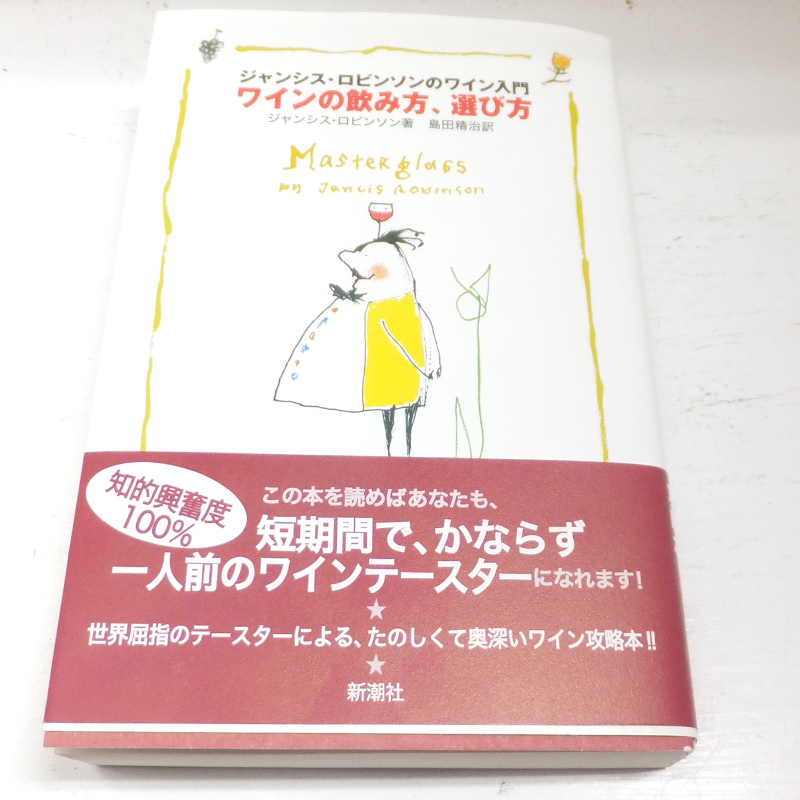 ジャンシス・ロビンソンのワイン入門
ワインの飲み方、選び方
ジャンシス・ロビンソン著 島田精治訳
Masterglass
by Jancis Robinson
知的興奮度
100%
この本を読めばあなたも、
短期間で、かならず
一人前のワインテースターになれます!
★
世界屈指のテースターによる、たのしくて奥深いワイン攻略本!!
★
新潮社